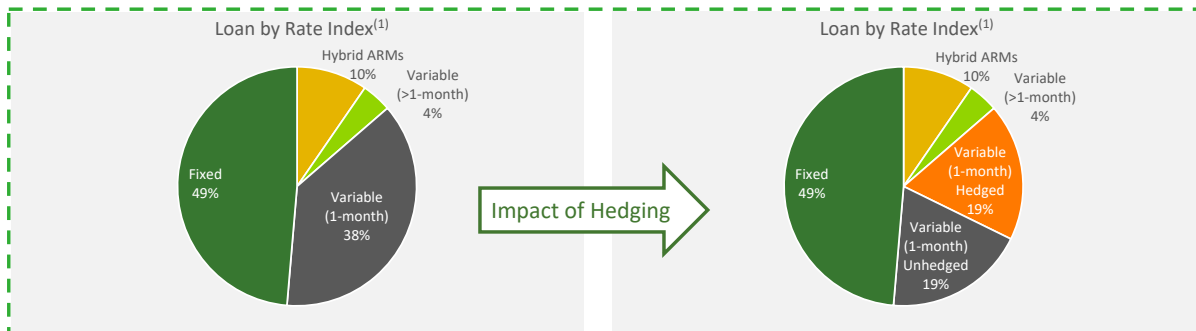 Loan by Rate Index(1)
Hybrid ARMs
10%
Variable
(>1-month)
4%
Fixed
49%
Variable
(1-month)
38%
Impact of Hedging
Loan by Rate Index(1)
Hybrid ARMs
10%
Variable
(>1-month)
4%
Fixed
49%
Variable
(1-month)
Hedged
19%
Variable
(1-month)
Unhedged
19%